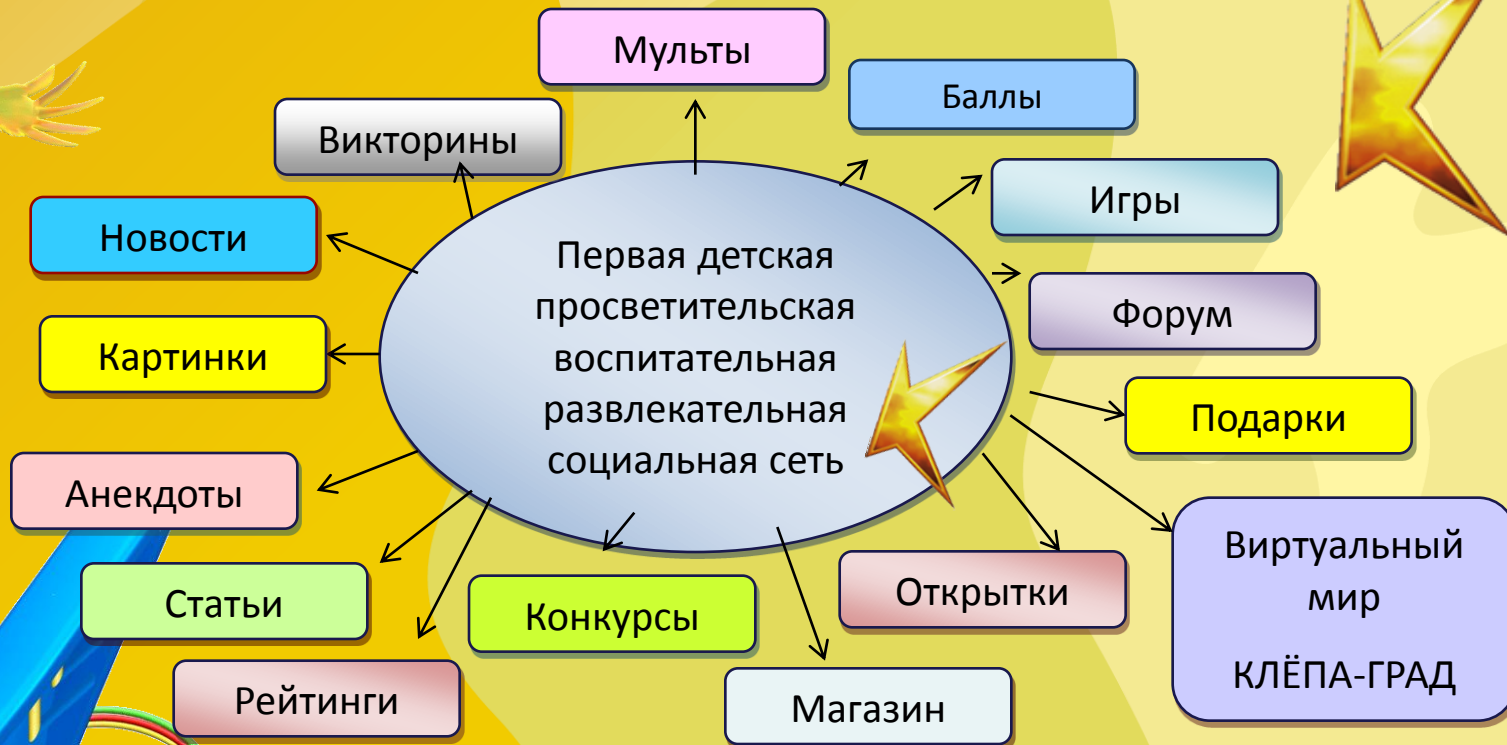 Мульты
Баллы
Викторины
Игры
Новости
Первая детская
просветительская
воспитательная
развлекательная
социальная сеть
Форум
Картинки
Подарки
Анекдоты
Виртуальный
мир
КЛЁПА-ГРАД
Статьи
Конкурсы
Открытки
Рейтинги
Магазин